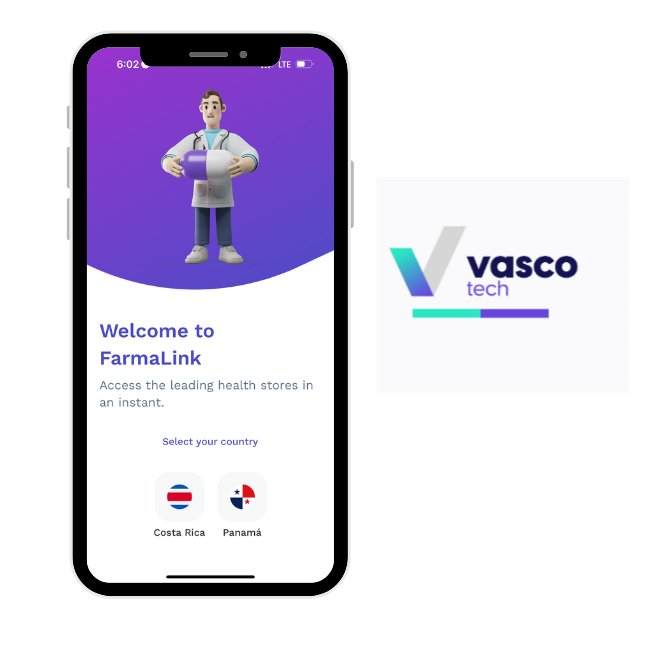 6:02
LTE
Welcome to
FarmaLink
Access the leading health stores in
an instant.
Select your country
Costa Rica
Panamá
vasco
tech